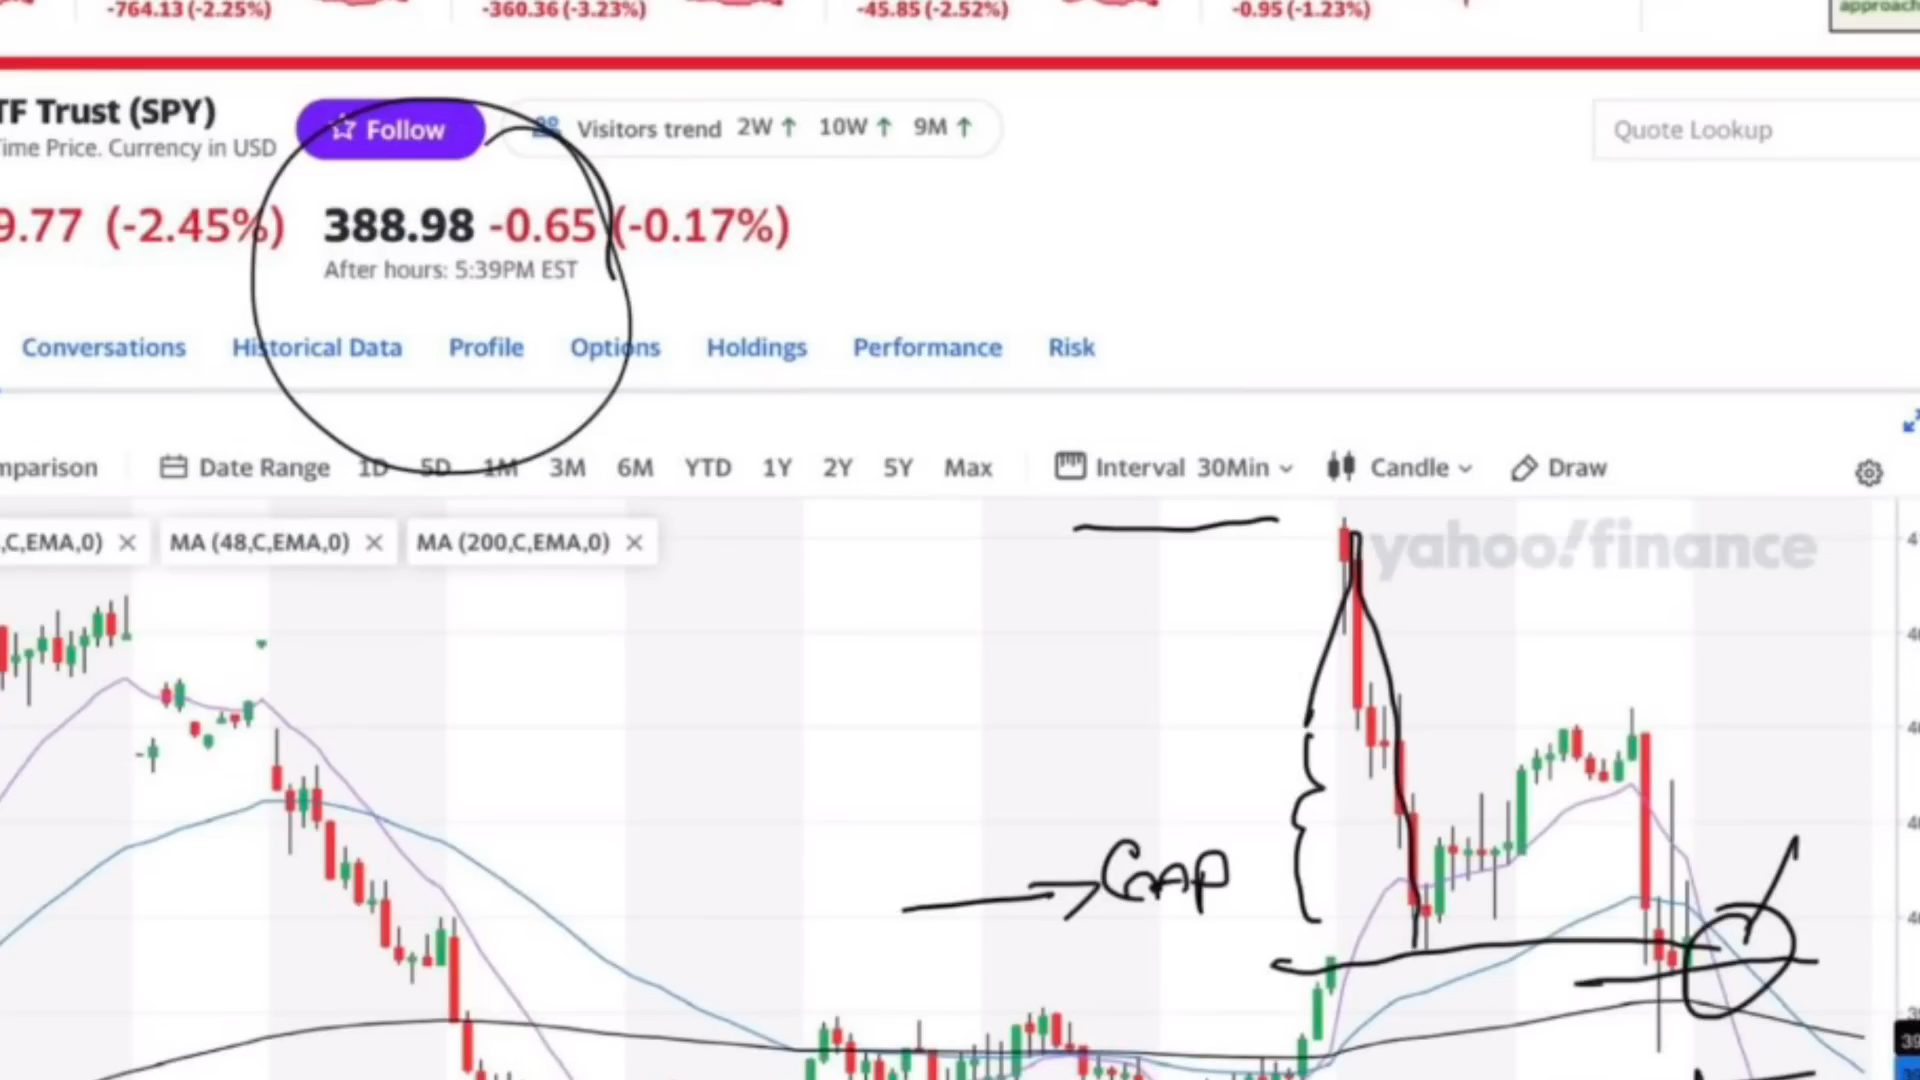 -764.13 (-2.25%) -360.36 (-3.23%) -45.85 (-2.52%) -0.95 (-1.23%)
approach
TF Trust (SPY) Follow Visitors trend 2W 10W 9M Quote Lookup
Time Price. Currency in USD
9.77 (-2.45%) 388.98 -0.65 (-0.17%)
After hours: 5:39PM EST
Conversations Historical Data Profile Options Holdings Performance Risk
mparison Date Range 1D 5D 1M 3M 6M YTD 1Y 2Y 5Y Max Interval 30Min Candle Draw
,C,EMA,0) MA (48,C,EMA,0) MA (200,C,EMA,0)
yahoo!finance
GAP
39